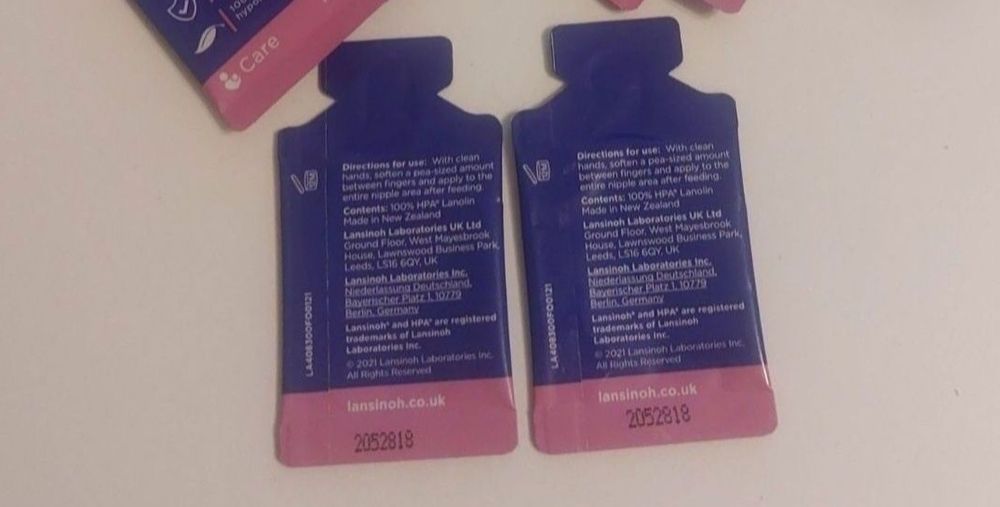 100
hypo
Care
Directions for use: With clean
hands, soften a pea-sized amount
between fingers and apply to the
entire nipple area after feeding.
Contents: 100% HPA® Lanolin
Made in New Zealand
Lansinoh Laboratories UK Ltd
Ground Floor, West Mayesbrook
House, Lawnswood Business Park,
Leeds, LS16 6QY, UK
Lansinoh Laboratories Inc.
Niederlassung Deutschland,
Bayerischer Platz 1, 10779
Berlin, Germany
Lansinoh® and HPA® are registered
trademarks of Lansinoh
Laboratories Inc.
© 2021 Lansinoh Laboratories Inc.
All Rights Reserved
LA408300FO0121
lansinoh.co.uk
2052818
Directions for use: With clean
hands, soften a pea-sized amount
between fingers and apply to the
entire nipple area after feeding.
Contents: 100% HPA® Lanolin
Made in New Zealand
Lansinoh Laboratories UK Ltd
Ground Floor, West Mayesbrook
House, Lawnswood Business Park,
Leeds, LS16 6QY, UK
Lansinoh Laboratories Inc.
Niederlassung Deutschland,
Bayerischer Platz 1, 10779
Berlin, Germany
Lansinoh® and HPA® are registered
trademarks of Lansinoh
Laboratories Inc.
© 2021 Lansinoh Laboratories Inc.
All Rights Reserved
LA408300FO0121
lansinoh.co.uk
2052818